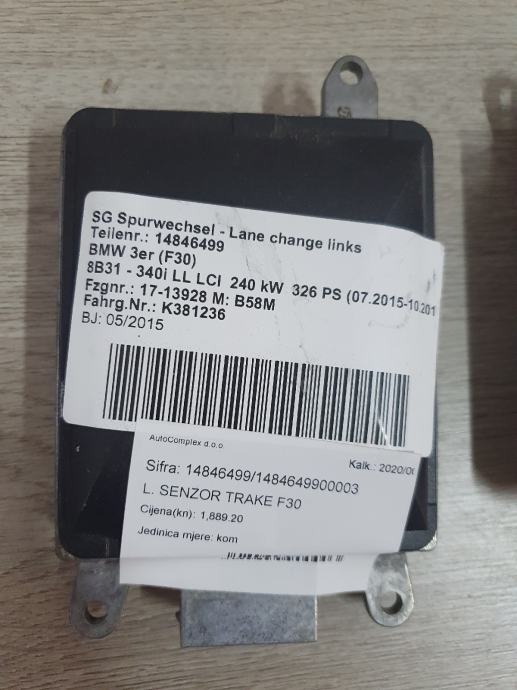 SG Spurwechsel - Lane change links
Teilenr.: 14846499
BMW 3er (F30)
8B31 - 340i LL LCI 240 kW 326 PS (07.2015-10.201
Fzgnr.: 17-13928 M: B58M
Fahrg.Nr.: K381236
BJ: 05/2015
AutoComplex d.o.o.
Kalk.: 2020/0
Sifra: 14846499/1484649900003
L. SENZOR TRAKE F30
Cijena(kn): 1,889.20
Jedinica mjere: kom